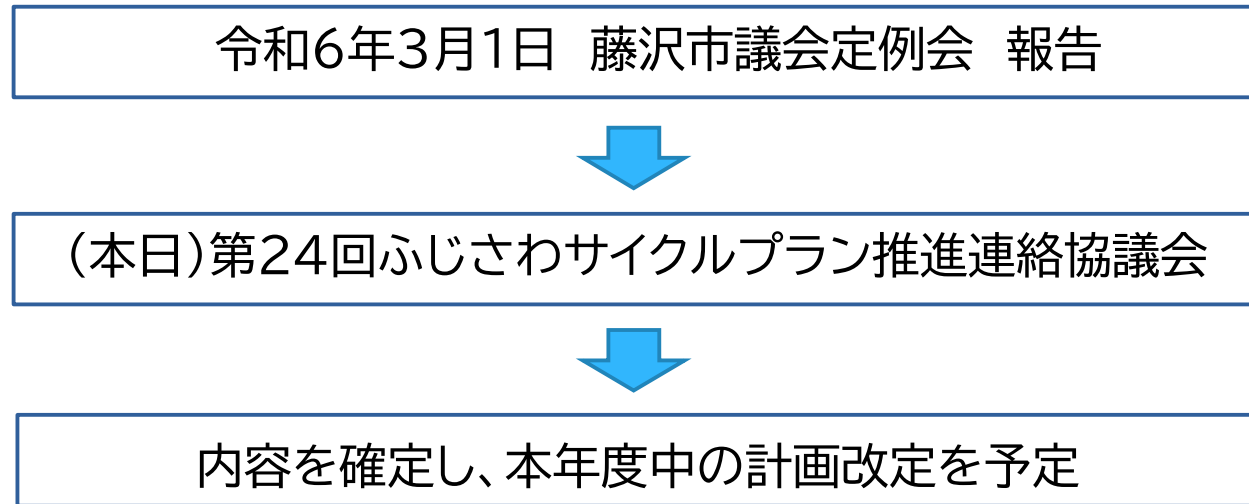 令和6年3月1日　藤沢市議会定例会　報告
(本日)第24回ふじさわサイクルプラン推進連絡協議会
内容を確定し、本年度中の計画改定を予定